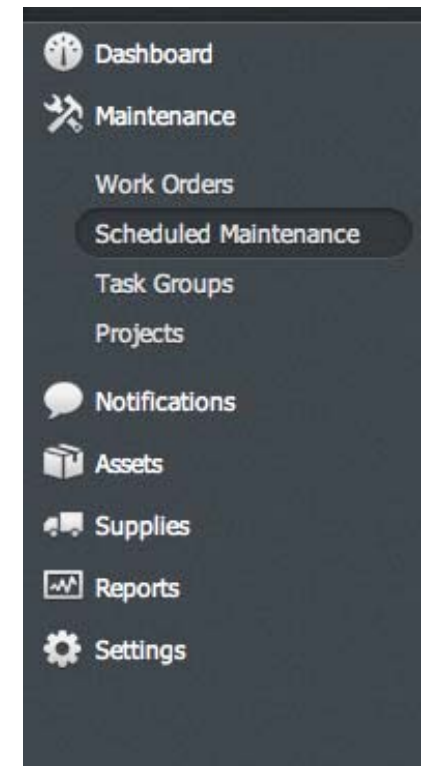 Dashboard
Maintenance
Work Orders
Scheduled Maintenance
Task Groups
Projects
Notifications
Assets
Supplies
Reports
Settings